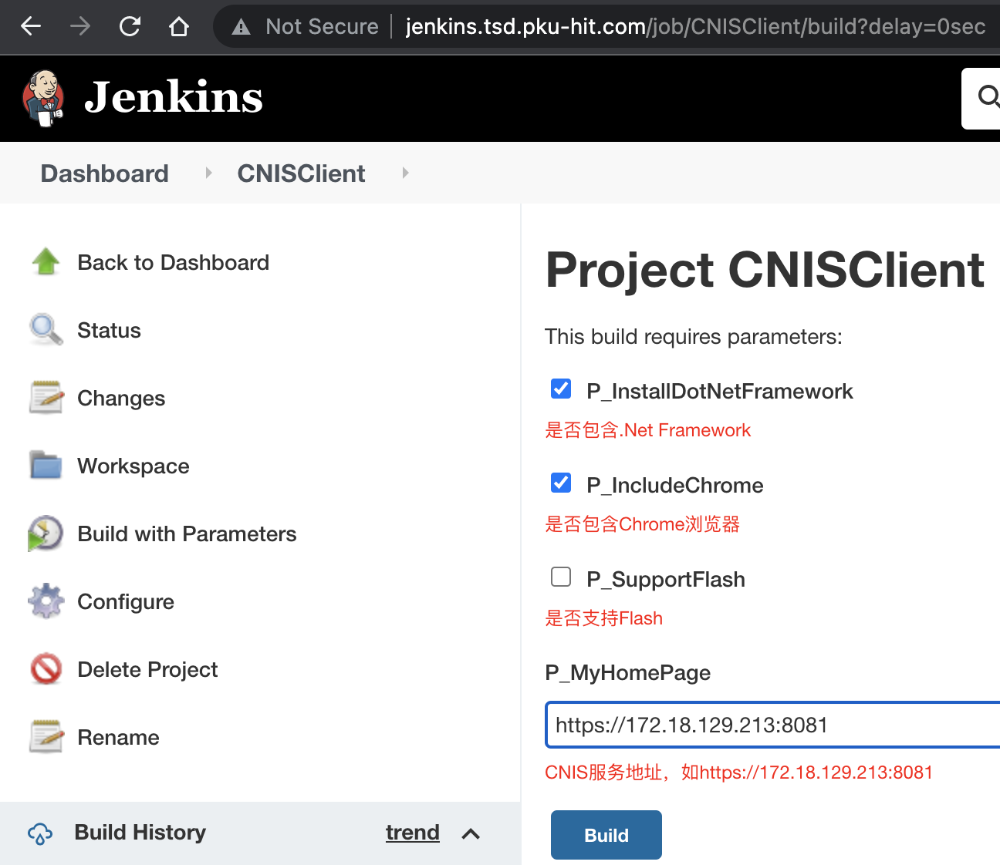 Not Secure
jenkins.tsd.pku-hit.com/job/CNISClient/build?delay=0sec
Jenkins
Dashboard
CNISClient
Back to Dashboard
Status
Changes
Workspace
Build with Parameters
Configure
Delete Project
Rename
Build History
trend
Project CNISClient
This build requires parameters:
P_InstallDotNetFramework
是否包含.Net Framework
P_IncludeChrome
是否包含Chrome浏览器
P_SupportFlash
是否支持Flash
P_MyHomePage
https://172.18.129.213:8081
CNIS服务地址，如https://172.18.129.213:8081
Build